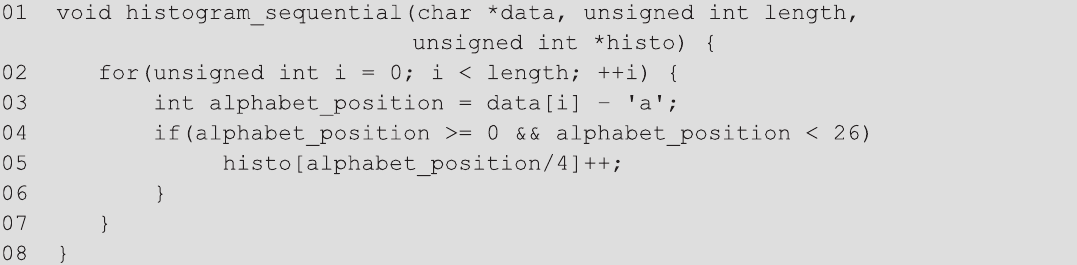 01 void histogram_sequential(char *data, unsigned int length,
                             unsigned int *histo) {
02    for(unsigned int i = 0; i < length; ++i) {
03        int alphabet_position = data[i] - 'a';
04        if(alphabet_position >= 0 && alphabet_position < 26)
05             histo[alphabet_position/4]++;
06        }
07    }
08 }